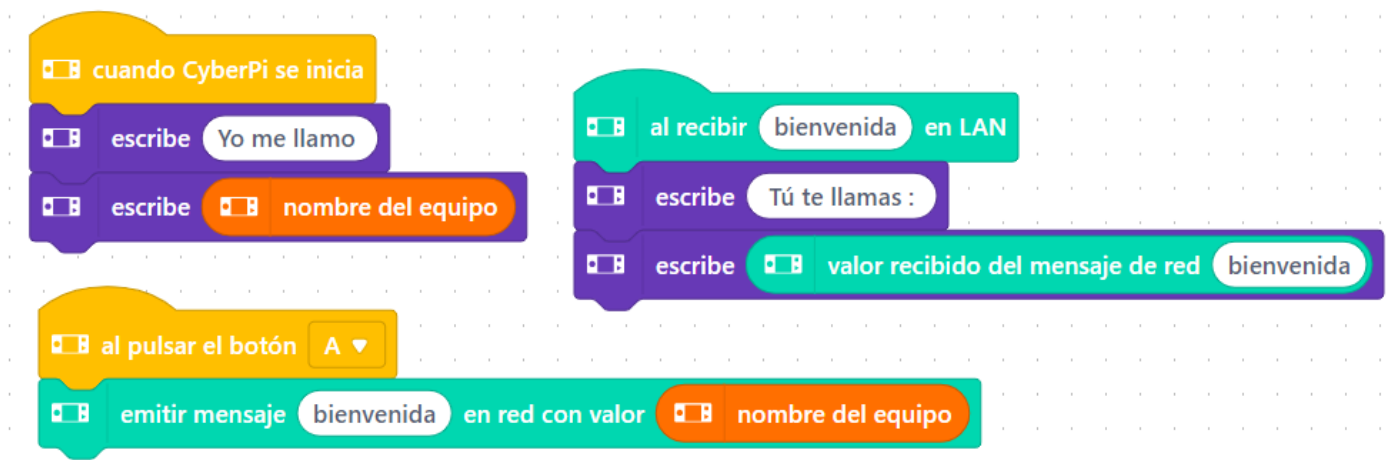 cuando CyberPi se inicia
escribe Yo me llamo
escribe nombre del equipo
al pulsar el botón A
emitir mensaje bienvenida en red con valor nombre del equipo
al recibir bienvenida en LAN
escribe Tú te llamas :
escribe valor recibido del mensaje de red bienvenida